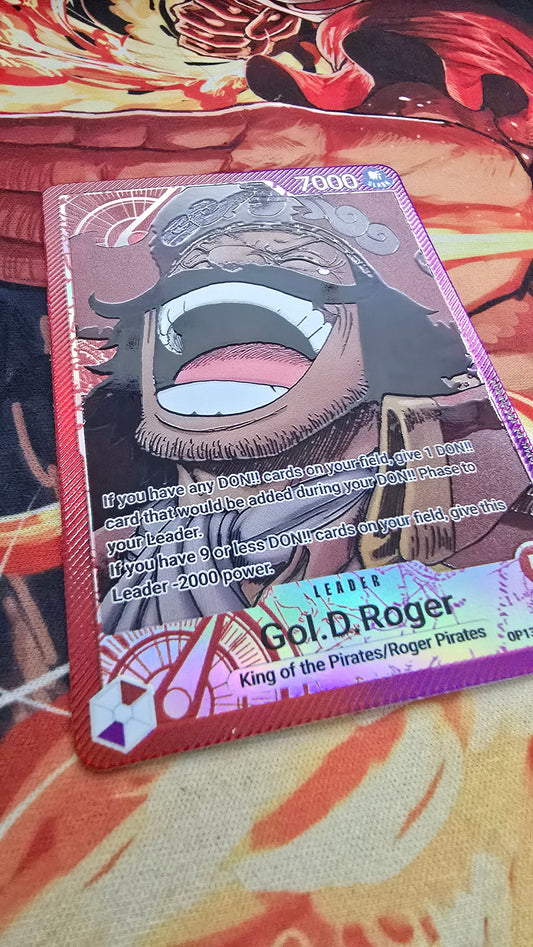 7000
If you have any DON!! cards on your field, give 1 DON!!
card that would be added during your DON!! Phase to
your Leader.
If you have 9 or less DON!! cards on your field, give this
Leader -2000 power.
LEADER
Gol.D.Roger
King of the Pirates/Roger Pirates
OP13